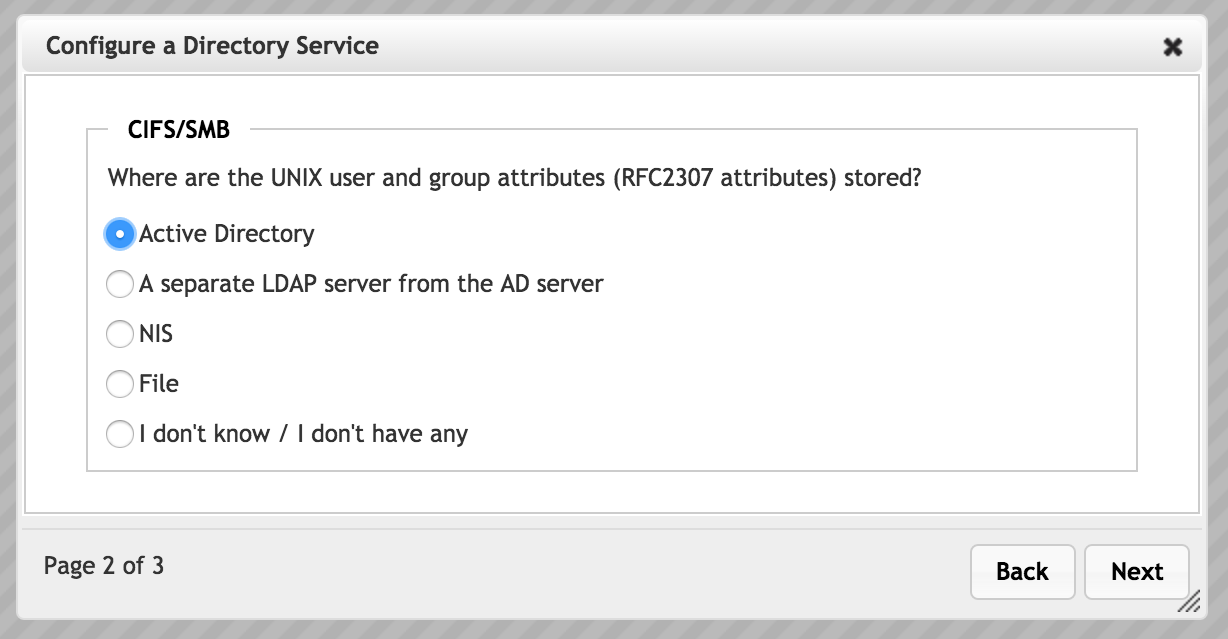 Configure a Directory Service
CIFS/SMB
Where are the UNIX user and group attributes (RFC2307 attributes) stored?
Active Directory
A separate LDAP server from the AD server
NIS
File
I don't know / I don't have any
Page 2 of 3
Back
Next